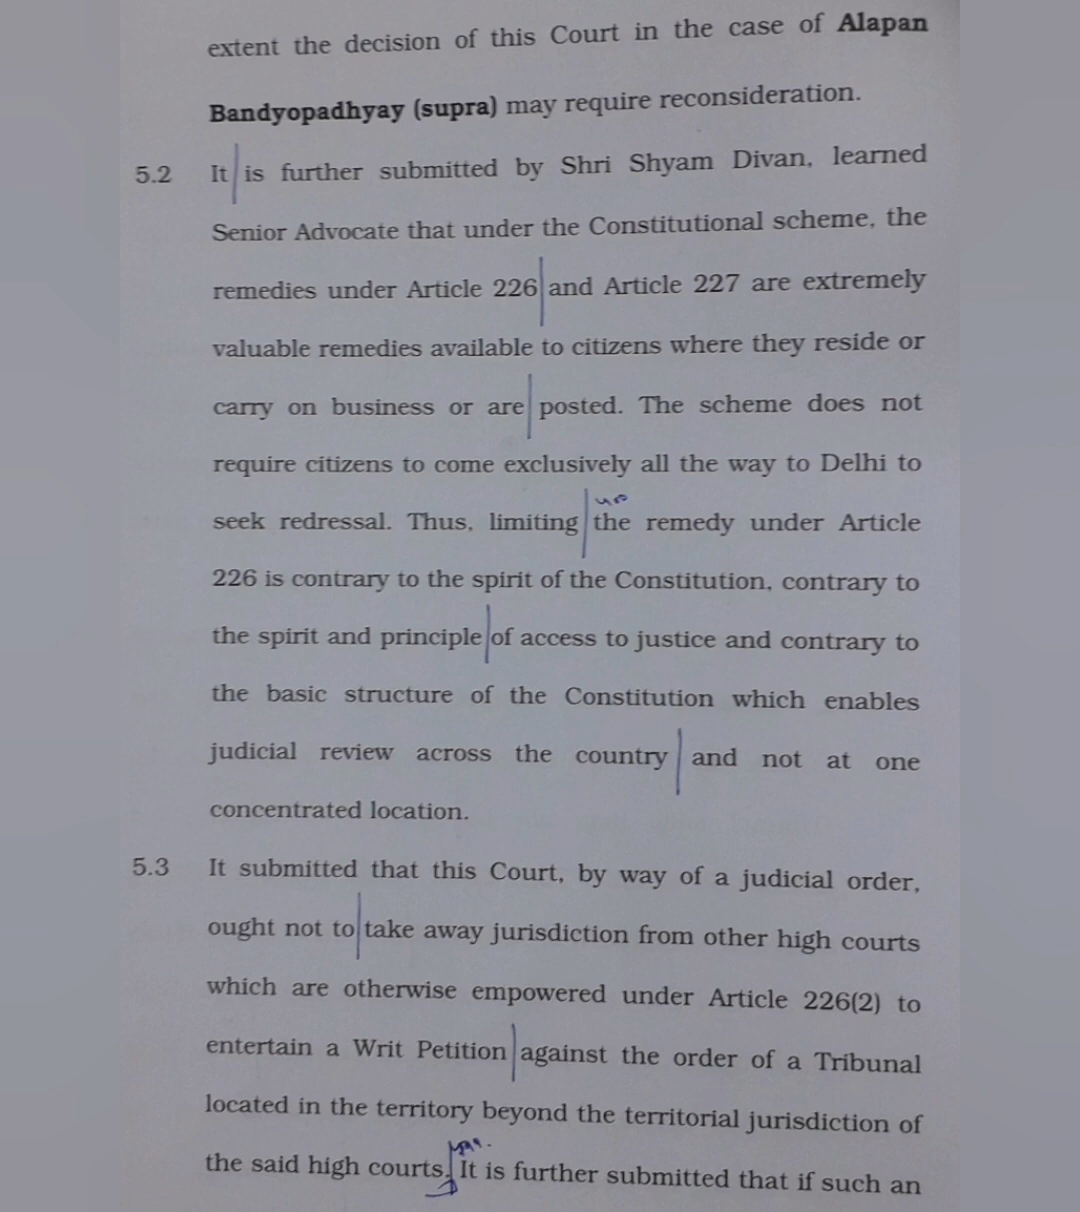 extent the decision of this Court in the case of Alapan
Bandyopadhyay (supra) may require reconsideration.
5.2 It is further submitted by Shri Shyam Divan, learned
Senior Advocate that under the Constitutional scheme, the
remedies under Article 226 and Article 227 are extremely
valuable remedies available to citizens where they reside or
carry on business or are posted. The scheme does not
require citizens to come exclusively all the way to Delhi to
seek redressal. Thus, limiting the remedy under Article
226 is contrary to the spirit of the Constitution, contrary to
the spirit and principle of access to justice and contrary to
the basic structure of the Constitution which enables
judicial review across the country and not at one
concentrated location.
5.3 It submitted that this Court, by way of a judicial order,
ought not to take away jurisdiction from other high courts
which are otherwise empowered under Article 226(2) to
entertain a Writ Petition against the order of a Tribunal
located in the territory beyond the territorial jurisdiction of
the said high courts. It is further submitted that if such an